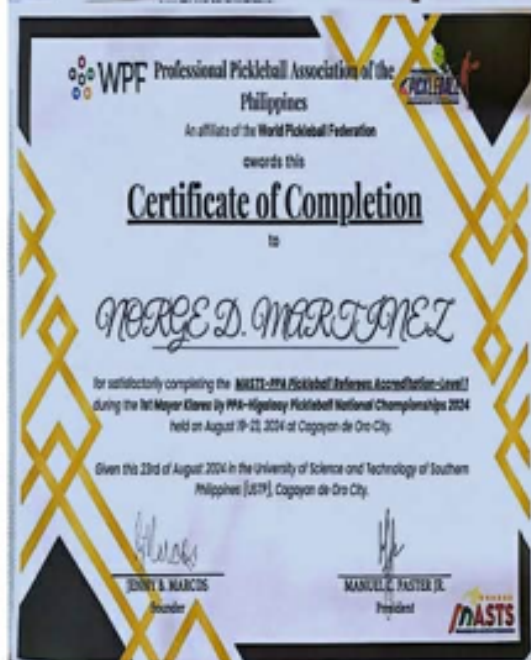 WPF Professional Pickleball Association of the
Philippines
An affiliate of the World Pickleball Federation
awards this
Certificate of Completion
to
NORGE D. MARTINEZ
for satisfactorily completing the MASTS-PPA Pickleball Referees Accreditation-Level 1
during the 1st Mayor Klarex Uy PPA-Higalaay Pickleball National Championships 2024
held on August 19-23, 2024 at Cagayan de Oro City.
Given this 23rd of August 2024 in the University of Science and Technology of Southern
Philippines (USTP), Cagayan de Oro City.
JENNY B. MARCOS
Founder
MANUEL C. PASTER JR.
President
MASTS